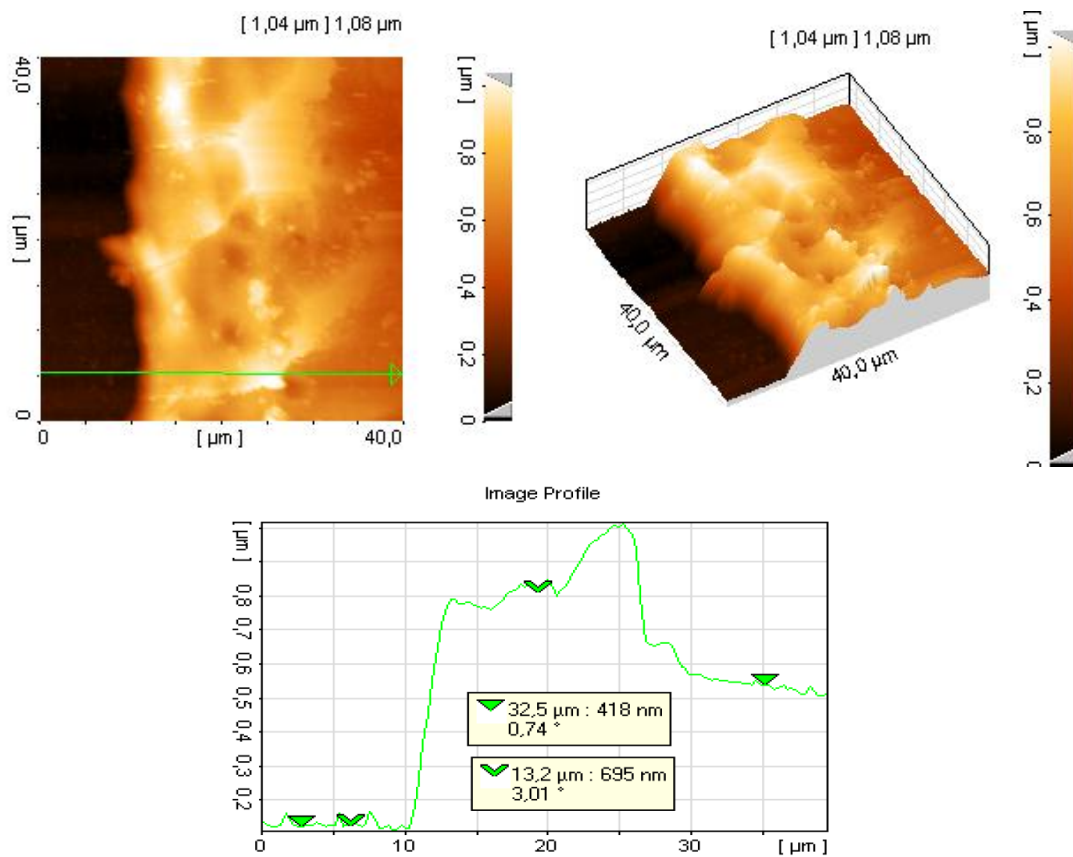 [ 1,04 µm ] 1,08 µm
40,0
[ µm ]
0
0
[ µm ]
40,0
[ µm ]
0,8
0,6
0,4
0,2
0
[ 1,04 µm ] 1,08 µm
40,0 µm
40,0 µm
[µm]
0,8
0,6
0,4
0,2
0
Image Profile
[ µm ]
0,8
0,7
0,6
0,5
0,4
0,3
0,2
32,5 µm : 418 nm
0,74 °
13,2 µm : 695 nm
3,01 °
0
10
20
30
[ µm ]